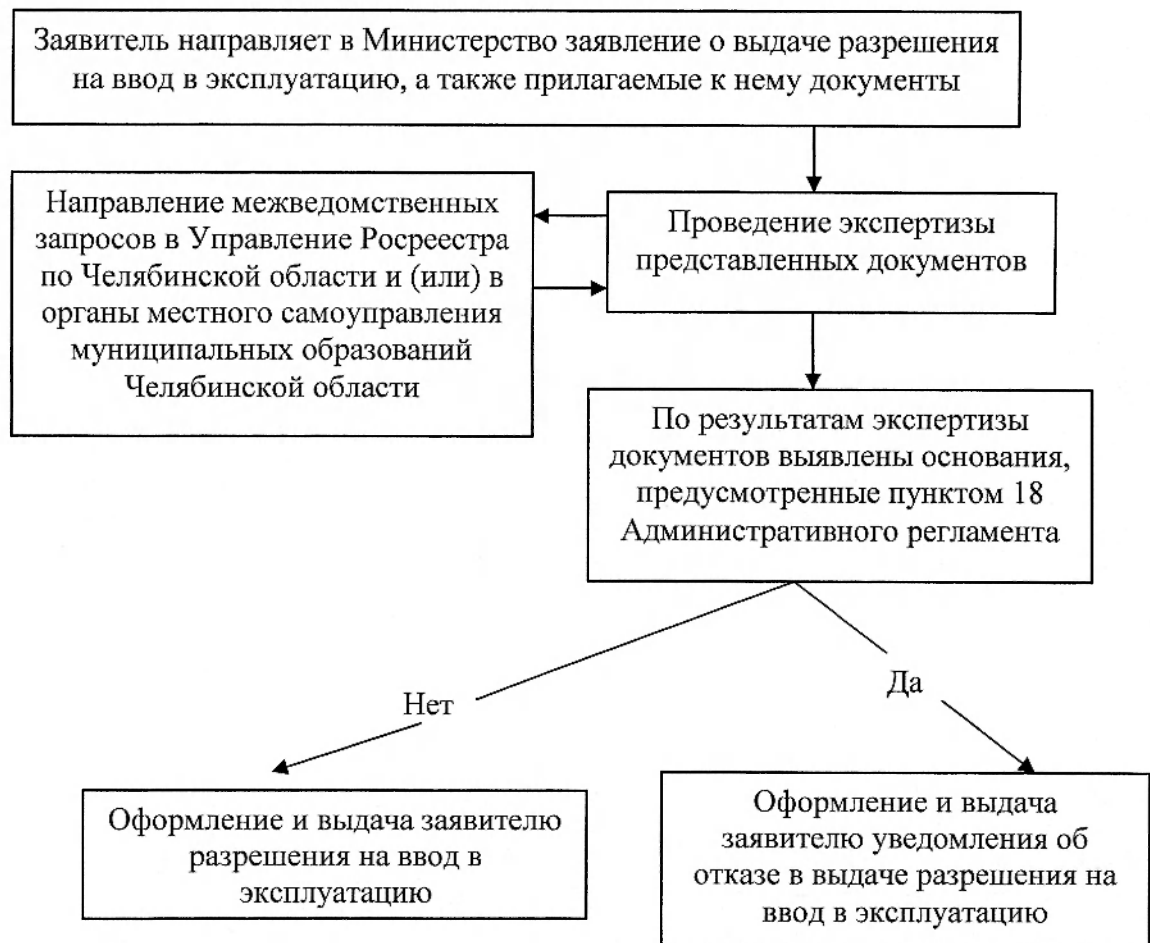 Заявитель направляет в Министерство заявление о выдаче разрешения
на ввод в эксплуатацию, а также прилагаемые к нему документы
Направление межведомственных
запросов в Управление Росреестра
по Челябинской области и (или) в
органы местного самоуправления
муниципальных образований
Челябинской области
Проведение экспертизы
представленных документов
По результатам экспертизы
документов выявлены основания,
предусмотренные пунктом 18
Административного регламента
Нет
Да
Оформление и выдача заявителю
разрешения на ввод в
эксплуатацию
Оформление и выдача
заявителю уведомления об
отказе в выдаче разрешения на
ввод в эксплуатацию